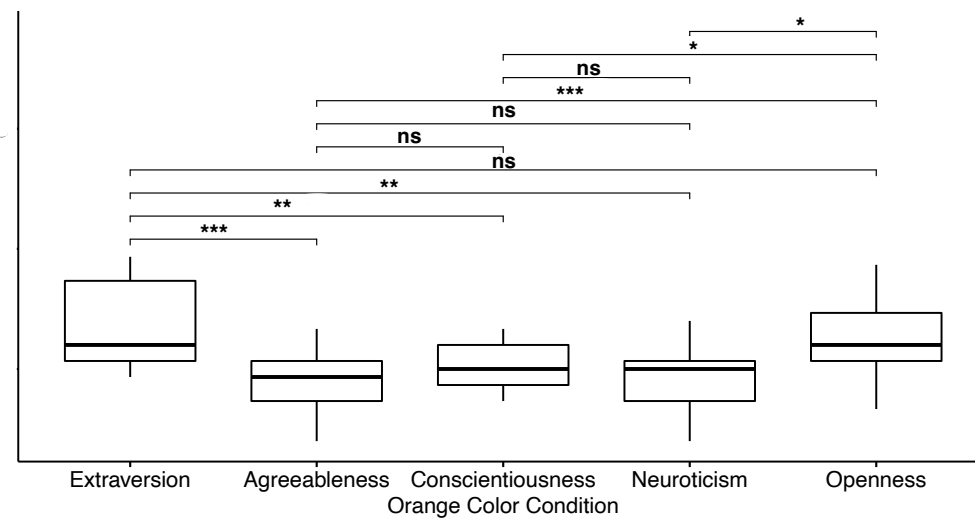 *
*
ns
***
ns
ns
ns
**
**
***
Extraversion Agreeableness Conscientiousness Neuroticism Openness
Orange Color Condition